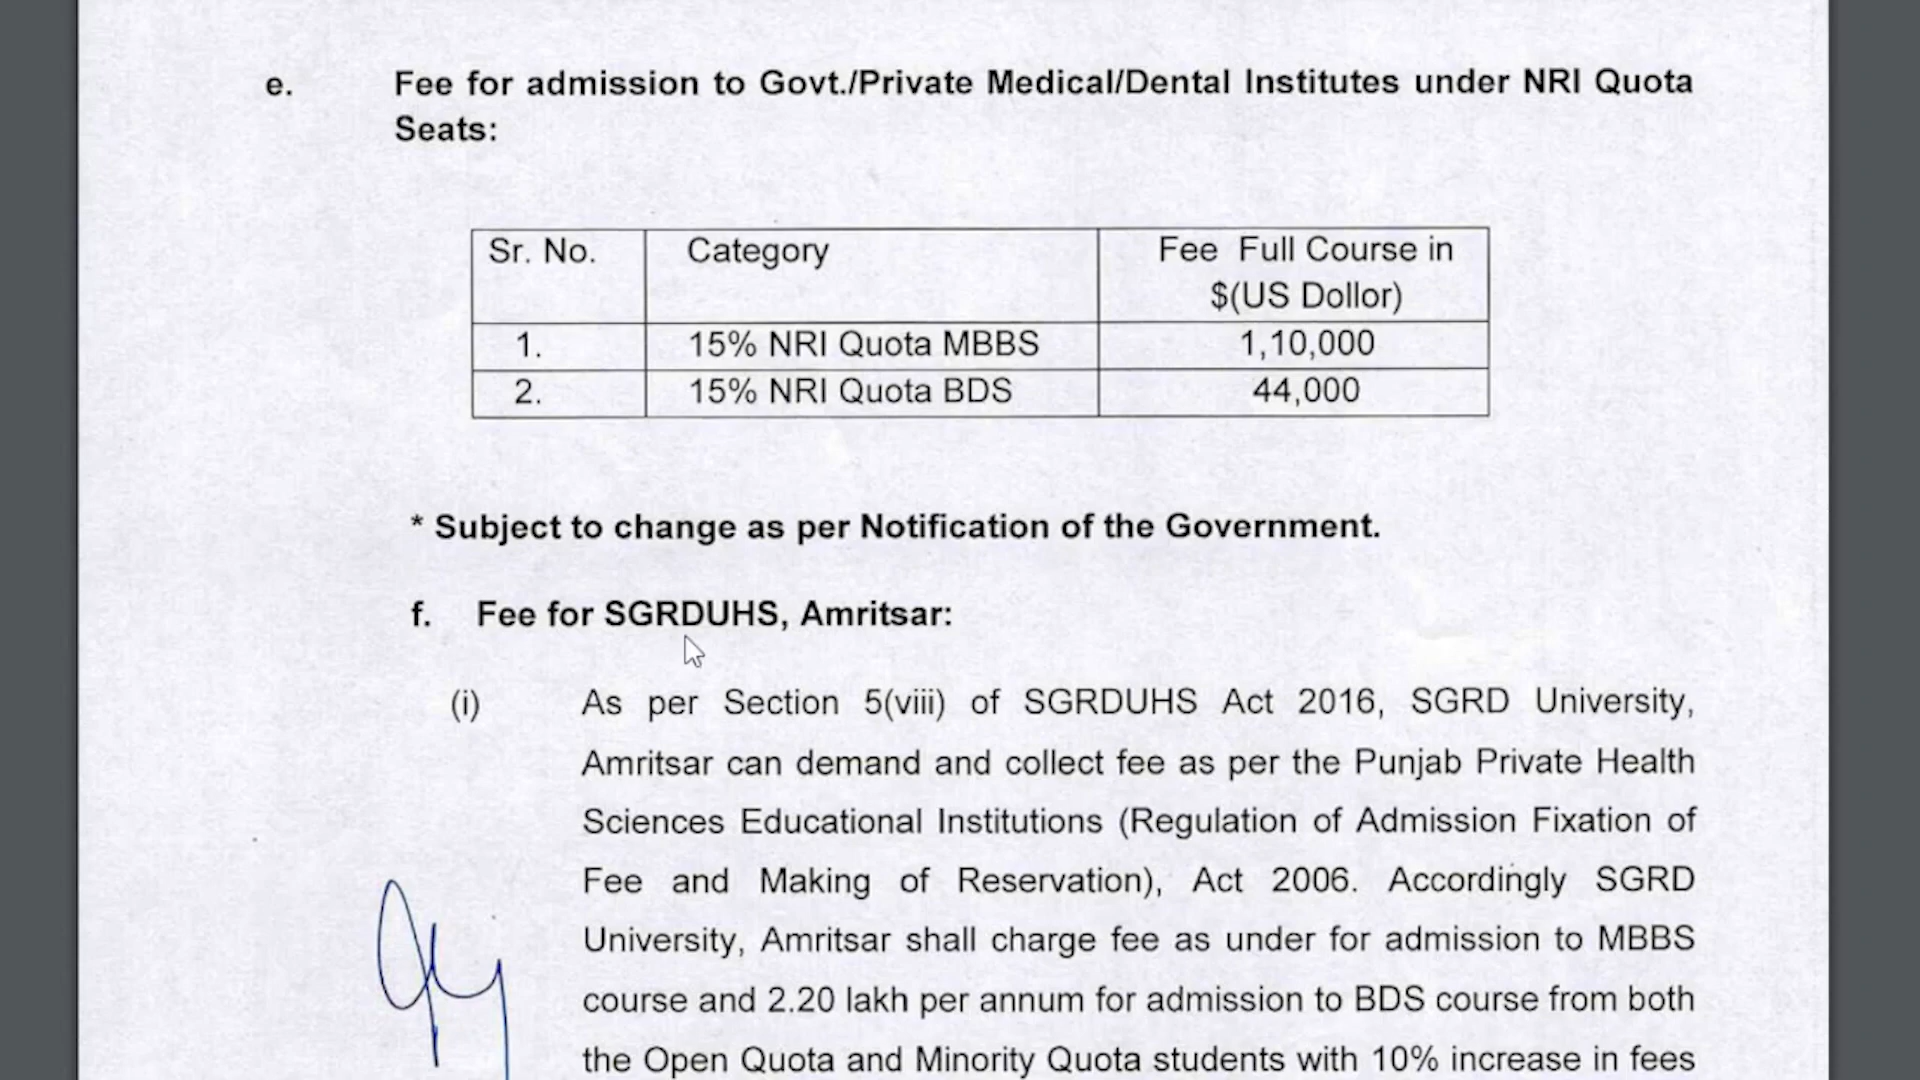 e. Fee for admission to Govt./Private Medical/Dental Institutes under NRI Quota
Seats:
Sr. No. Category Fee Full Course in
$(US Dollor)
1. 15% NRI Quota MBBS 1,10,000
2. 15% NRI Quota BDS 44,000
* Subject to change as per Notification of the Government.
f. Fee for SGRDUHS, Amritsar:
(i) As per Section 5(viii) of SGRDUHS Act 2016, SGRD University,
Amritsar can demand and collect fee as per the Punjab Private Health
Sciences Educational Institutions (Regulation of Admission Fixation of
Fee and Making of Reservation), Act 2006. Accordingly SGRD
University, Amritsar shall charge fee as under for admission to MBBS
course and 2.20 lakh per annum for admission to BDS course from both
the Open Quota and Minority Quota students with 10% increase in fees